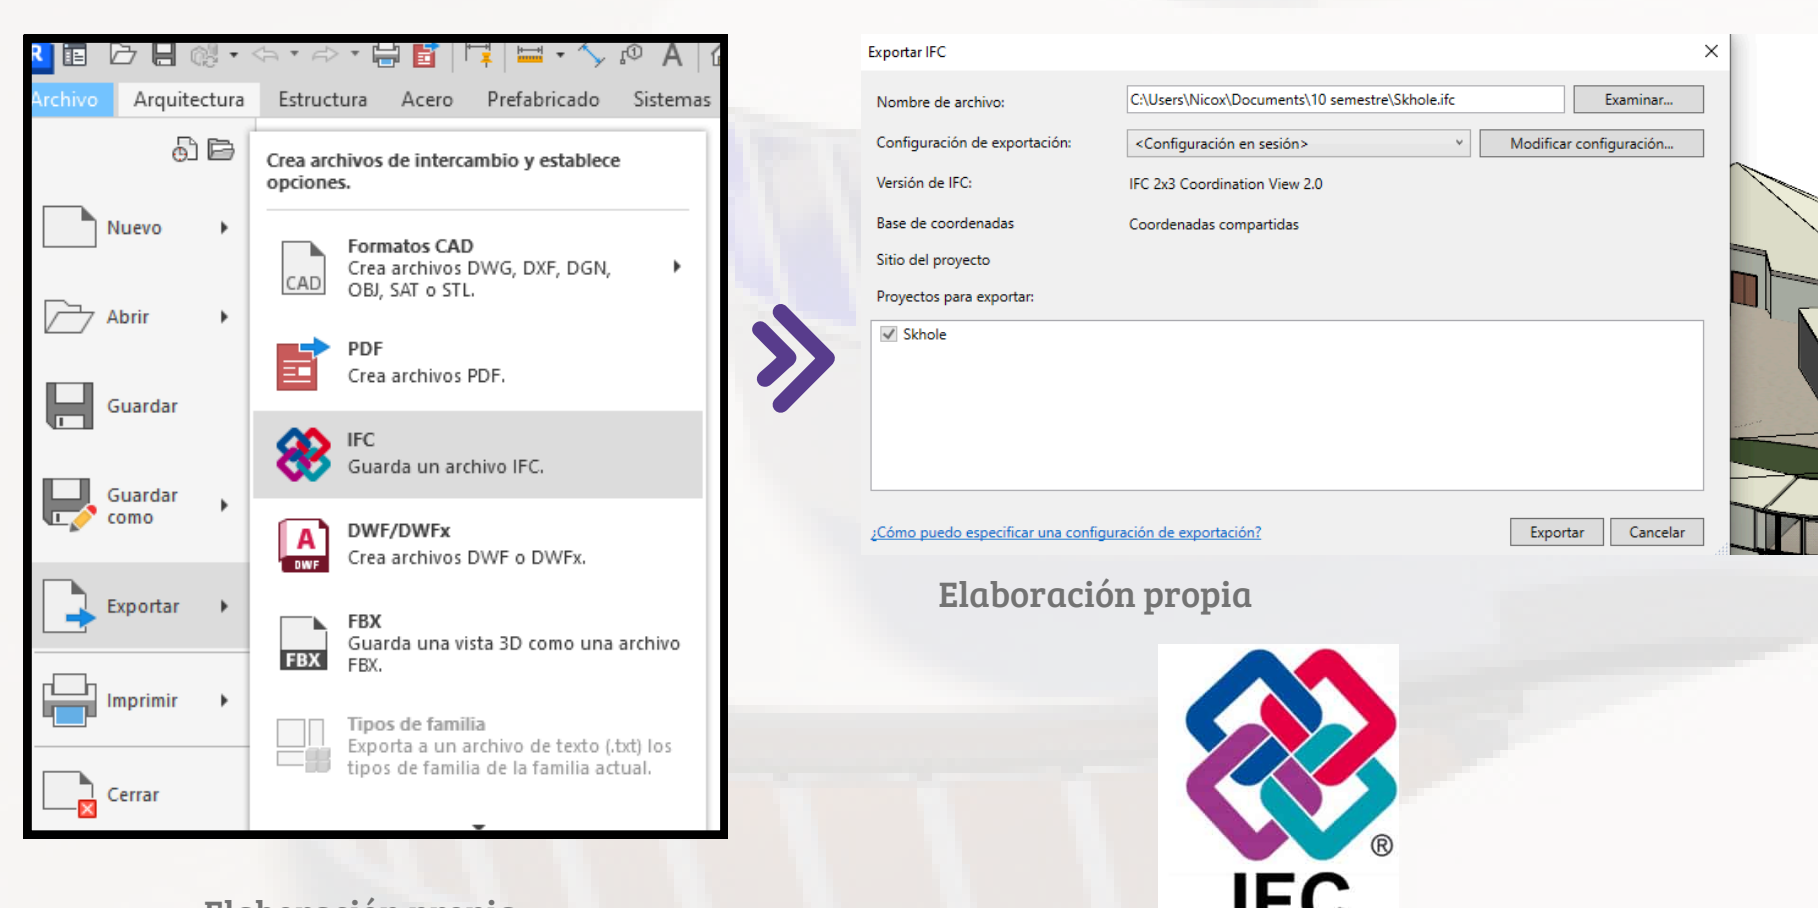 Archivo Arquitectura Estructura Acero Prefabricado Sistemas
Crea archivos de intercambio y establece
opciones.
Nuevo
Abrir
Guardar
Guardar
como
Exportar
Imprimir
Cerrar
CAD
Formatos CAD
Crea archivos DWG, DXF, DGN,
OBJ, SAT o STL.
PDF
Crea archivos PDF.
IFC
Guarda un archivo IFC.
A
DWF
DWF/DWFx
Crea archivos DWF o DWFx.
FBX
FBX
Guarda una vista 3D como una archivo
FBX.
Tipos de familia
Exporta a un archivo de texto (.txt) los
tipos de familia de la familia actual.
Elaboración propia
Exportar IFC
Nombre de archivo: C:\Users\Nicox\Documents\10 semestre\Skhole.ifc Examinar...
Configuración de exportación: <Configuración en sesión> Modificar configuración...
Versión de IFC: IFC 2x3 Coordination View 2.0
Base de coordenadas Coordenadas compartidas
Sitio del proyecto
Proyectos para exportar:
Skhole
¿Cómo puedo especificar una configuración de exportación? Exportar Cancelar
Elaboración propia
®
IFC